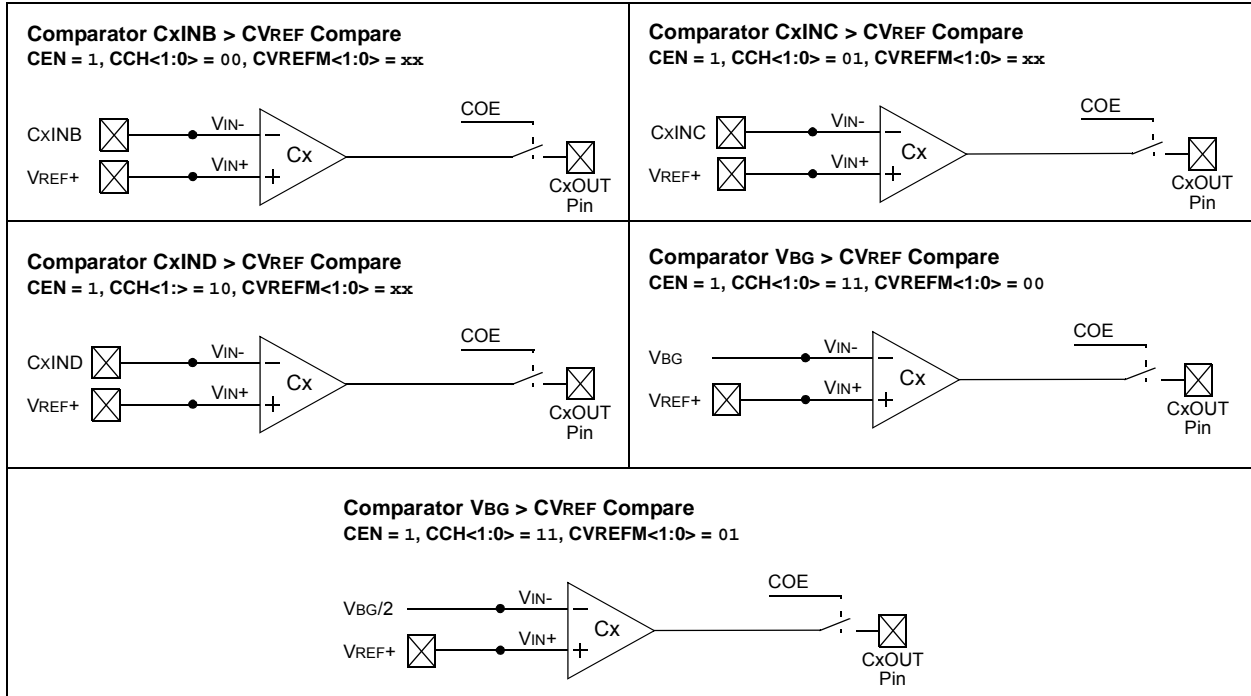 Comparator CxINB > CVREF Compare
CEN = 1, CCH<1:0> = 00, CVREFM<1:0> = xx
COE
CxINB
VIN-
–
Cx
VREF+
VIN+
+
CxOUT
Pin
Comparator CxINC > CVREF Compare
CEN = 1, CCH<1:0> = 01, CVREFM<1:0> = xx
COE
CxINC
VIN-
–
Cx
VREF+
VIN+
+
CxOUT
Pin
Comparator CxIND > CVREF Compare
CEN = 1, CCH<1:> = 10, CVREFM<1:0> = xx
COE
CxIND
VIN-
–
Cx
VREF+
VIN+
+
CxOUT
Pin
Comparator VBG > CVREF Compare
CEN = 1, CCH<1:0> = 11, CVREFM<1:0> = 00
COE
VBG
VIN-
–
Cx
VREF+
VIN+
+
CxOUT
Pin
Comparator VBG > CVREF Compare
CEN = 1, CCH<1:0> = 11, CVREFM<1:0> = 01
COE
VBG/2
VIN-
–
Cx
VREF+
VIN+
+
CxOUT
Pin